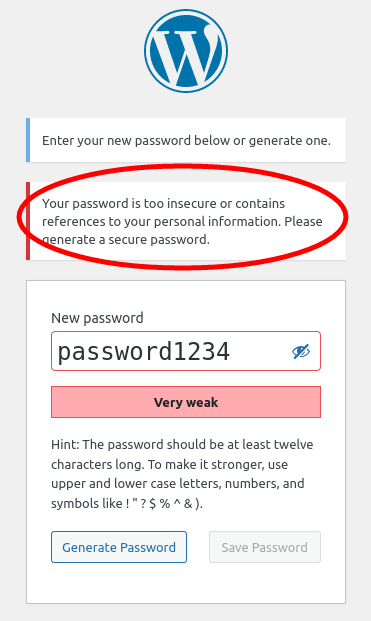 Enter your new password below or generate one.
Your password is too insecure or contains
references to your personal information. Please
generate a secure password.
New password
password1234
Very weak
Hint: The password should be at least twelve
characters long. To make it stronger, use
upper and lower case letters, numbers, and
symbols like ! " ? $ % ^ & ).
Generate Password
Save Password